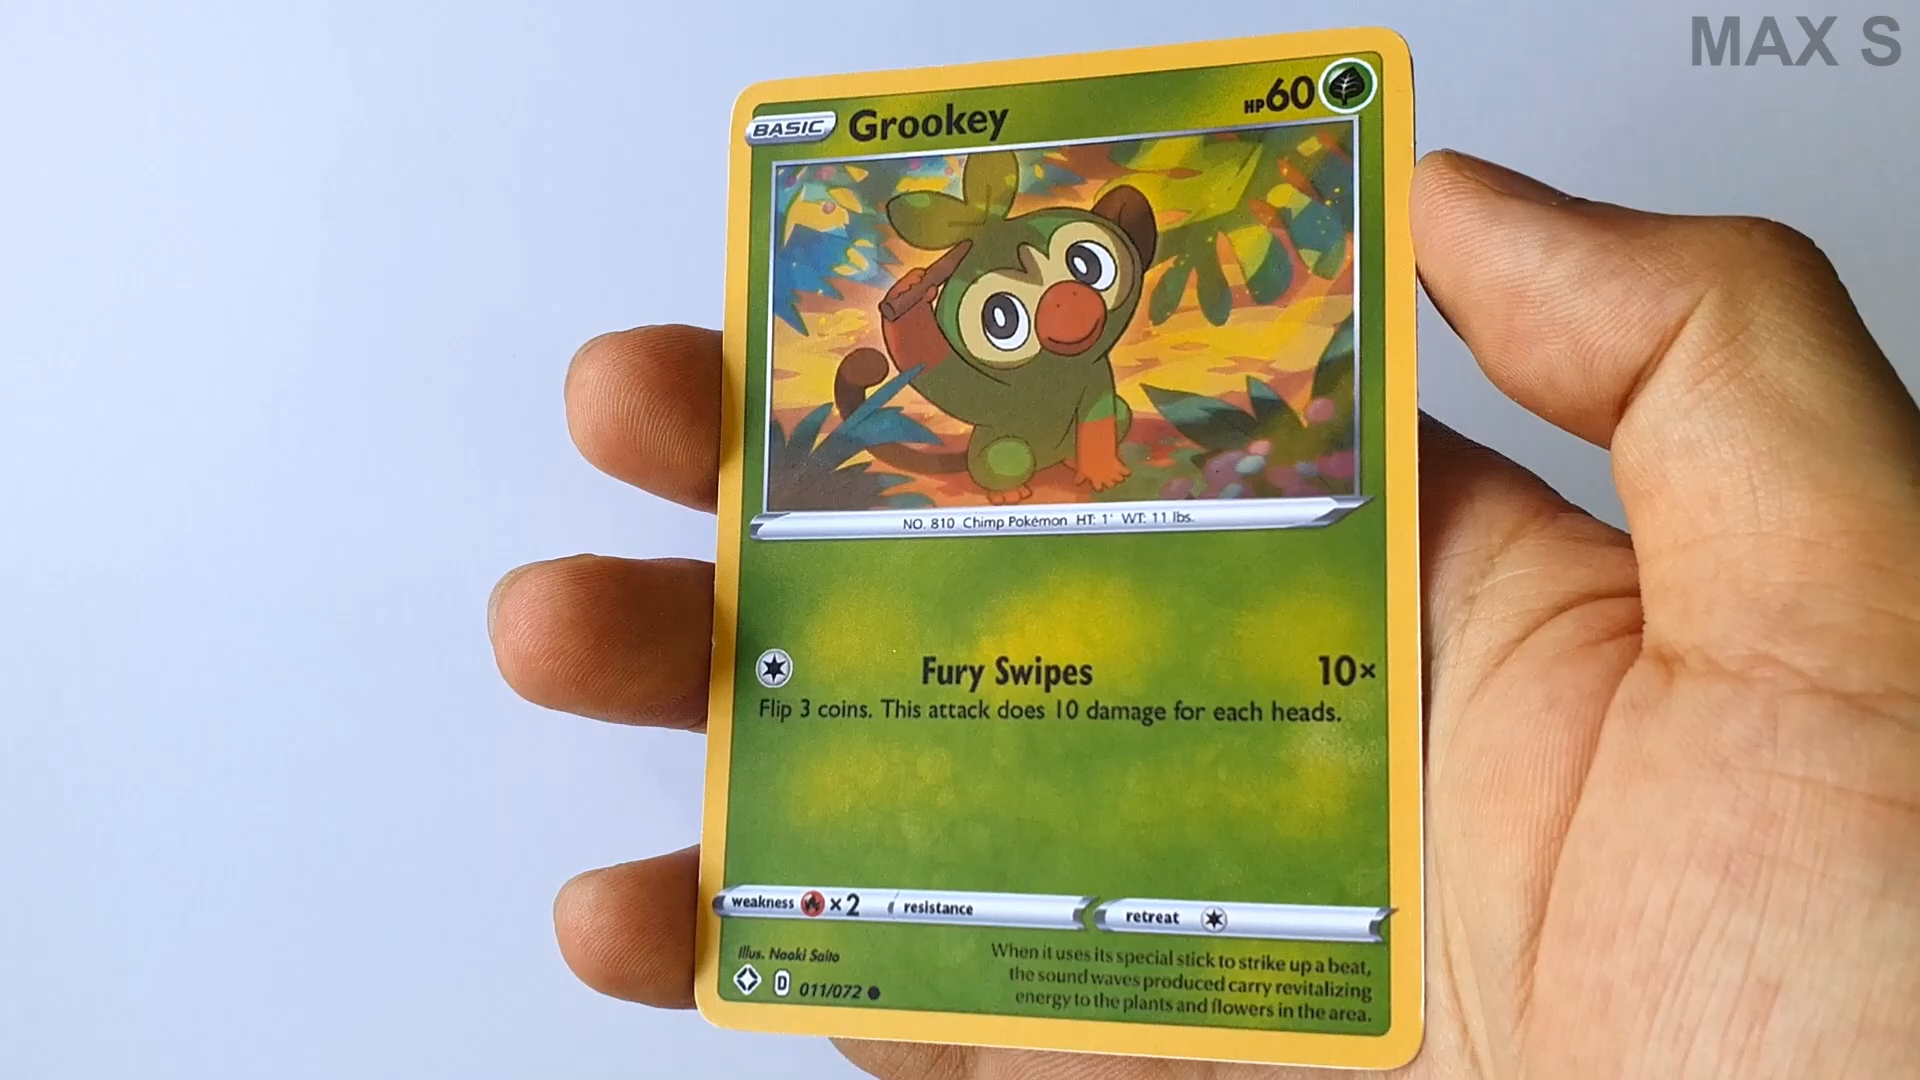 MAX S
BASIC Grookey HP 60
NO. 810 Chimp Pokémon HT: 1' WT: 11 lbs.
Fury Swipes 10×
Flip 3 coins. This attack does 10 damage for each heads.
weakness ×2 resistance retreat
Illus. Naoki Saito
D 011/072
When it uses its special stick to strike up a beat,
the sound waves produced carry revitalizing
energy to the plants and flowers in the area.